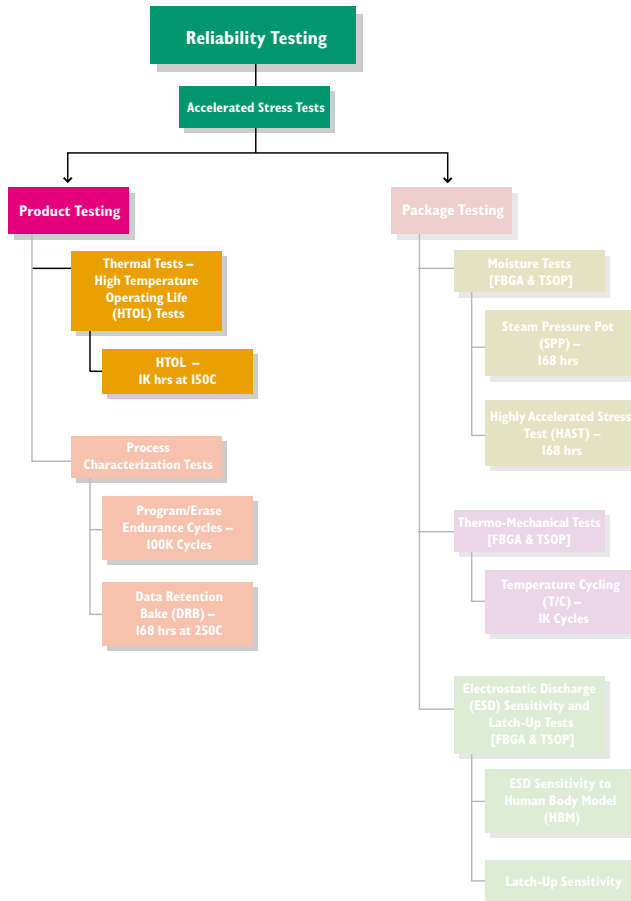 Reliability Testing
Accelerated Stress Tests
Product Testing
Thermal Tests –
High Temperature
Operating Life
(HTOL) Tests
HTOL –
1K hrs at 150C
Process
Characterization Tests
Program/Erase
Endurance Cycles –
100K Cycles
Data Retention
Bake (DRB) –
168 hrs at 250C
Package Testing
Moisture Tests
[FBGA & TSOP]
Steam Pressure Pot
(SPP) –
168 hrs
Highly Accelerated Stress
Test (HAST) –
168 hrs
Thermo-Mechanical Tests
[FBGA & TSOP]
Temperature Cycling
(T/C) –
1K Cycles
Electrostatic Discharge
(ESD) Sensitivity and
Latch-Up Tests
[FBGA & TSOP]
ESD Sensitivity to
Human Body Model
(HBM)
Latch-Up Sensitivity